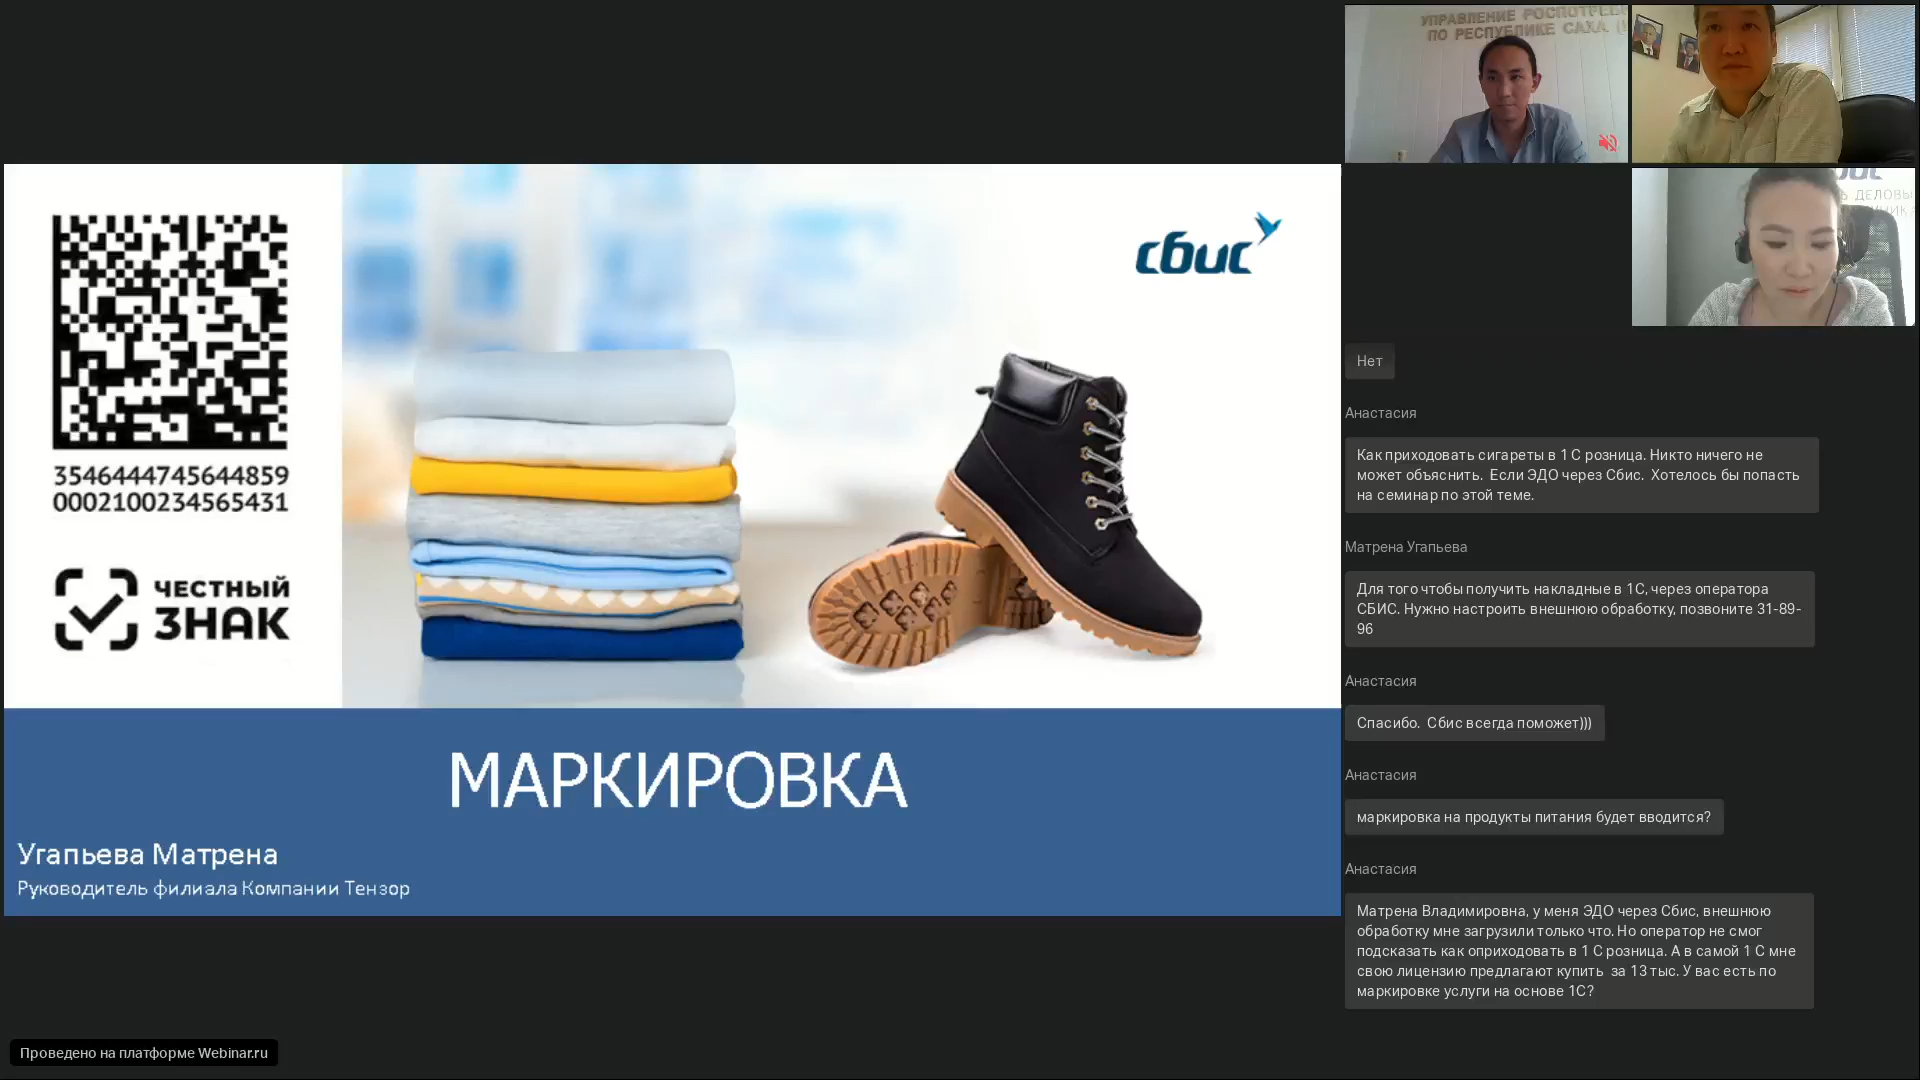 сбис
3546444745644859
0002100234565431
ЧЕСТНЫЙ
ЗНАК
МАРКИРОВКА
Угапьева Матрена
Руководитель филиала Компании Тензор
Проведено на платформе Webinar.ru
УПРАВЛЕНИЕ РОСПОТРЕБ
ПО РЕСПУБЛИКЕ САХА (
ДЕЛОВЫ
Нет
Анастасия
Как приходовать сигареты в 1 С розница. Никто ничего не
может объяснить. Если ЭДО через Сбис. Хотелось бы попасть
на семинар по этой теме.
Матрена Угапьева
Для того чтобы получить накладные в 1С, через оператора
СБИС. Нужно настроить внешнюю обработку, позвоните 31-89-
96
Анастасия
Спасибо. Сбис всегда поможет)))
Анастасия
маркировка на продукты питания будет вводится?
Анастасия
Матрена Владимировна, у меня ЭДО через Сбис, внешнюю
обработку мне загрузили только что. Но оператор не смог
подсказать как оприходовать в 1 С розница. А в самой 1 С мне
свою лицензию предлагают купить за 13 тыс. У вас есть по
маркировке услуги на основе 1С?